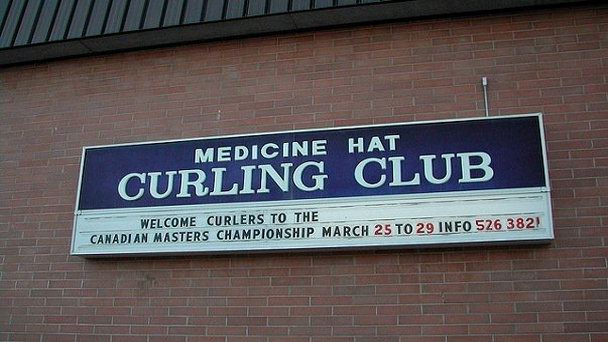 MEDICINE HAT
CURLING CLUB
WELCOME CURLERS TO THE
CANADIAN MASTERS CHAMPIONSHIP MARCH 25 TO 29 INFO 526 3821